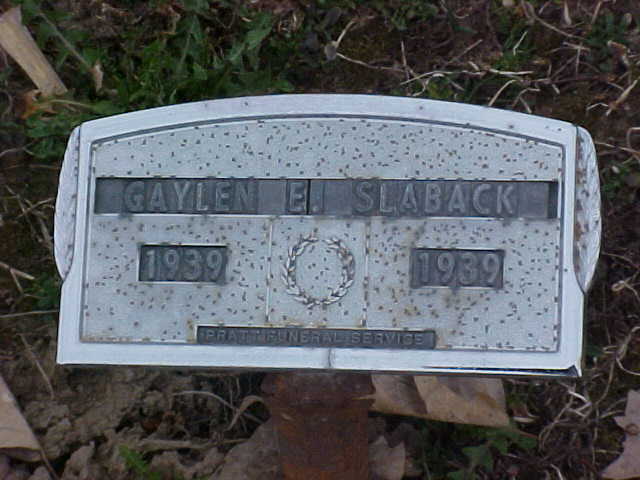 GAYLEN E. SLABACK
1939 1939
PRATT FUNERAL SERVICE